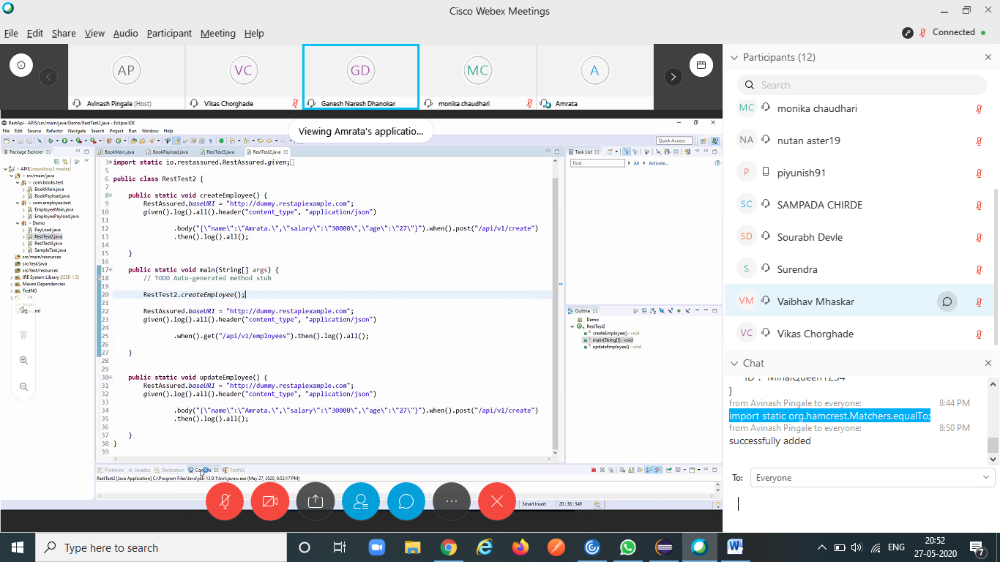 Cisco Webex Meetings
File Edit Share View Audio Participant Meeting Help
Connected
AP
VC
GD
MC
A
Avinash Pingale (Host)
Vikas Chorghade
Ganesh Naresh Dhanokar
monika chaudhari
Amrata
Viewing Amrata's applicatio...
RestApi - APIS/src/main/java/Demo/RestTest2.java - Eclipse IDE
File Edit Source Refactor Navigate Search Project Run Window Help
Quick Access
Package Explorer
APIS [repository2 master]
src/main/java
com.books.test
BookMain.java
BookPayload.java
com.employee.test
EmployeeMain.java
EmployeePayload.java
Demo
PayLoad.java
RestTest2.java
RestTest3.java
SampleTest.java
src/main/resources
src/test/java
src/test/resources
JRE System Library [J2SE-1.5]
Maven Dependencies
TestNG
src
target
BookMain.java BookPayload.java RestTest3.java RestTest2.java
3 import static io.restassured.RestAssured.given;
5
6 public class RestTest2 {
7
8 public static void createEmployee() {
9 RestAssured.baseURI = "http://dummy.restapiexample.com";
10 given().log().all().header("content_type", "application/json")
11
12 .body("{\"name\":\"Amrata.\",\"salary\":\"30000\",\"age\":\"27\"}").when().post("/api/v1/create")
13 .then().log().all();
14
15 }
16
17 public static void main(String[] args) {
18 // TODO Auto-generated method stub
19
20 RestTest2.createEmployee();
21
22 RestAssured.baseURI = "http://dummy.restapiexample.com";
23 given().log().all().header("content_type", "application/json")
24
25 .when().get("/api/v1/employees").then().log().all();
26
27 }
28
29
30 public static void updateEmployee() {
31 RestAssured.baseURI = "http://dummy.restapiexample.com";
32 given().log().all().header("content_type", "application/json")
33
34 .body("{\"name\":\"Amrata.\",\"salary\":\"30000\",\"age\":\"27\"}").when().post("/api/v1/create")
35 .then().log().all();
36
37 }
38 }
39
Task List
Find
All Activate...
Outline
Demo
RestTest2
createEmployee() : void
main(String[]) : void
updateEmployee() : void
Problems Javadoc Declaration Console TestNG
RestTest2 [Java Application] C:\Program Files\Java\jdk-13.0.1\bin\javaw.exe (May 27, 2020, 8:52:17 PM)
Smart Insert 20 : 36 : 549
Participants (12)
Search
MC monika chaudhari
NA nutan aster19
P piyunish91
SC SAMPADA CHIRDE
SD Sourabh Devle
S Surendra
VM Vaibhav Mhaskar
VC Vikas Chorghade
Chat
}
from Avinash Pingale to everyone: 8:44 PM
import static org.hamcrest.Matchers.equalTo;
from Avinash Pingale to everyone: 8:50 PM
successfully added
To: Everyone
Type here to search
ENG
20:52
27-05-2020
7